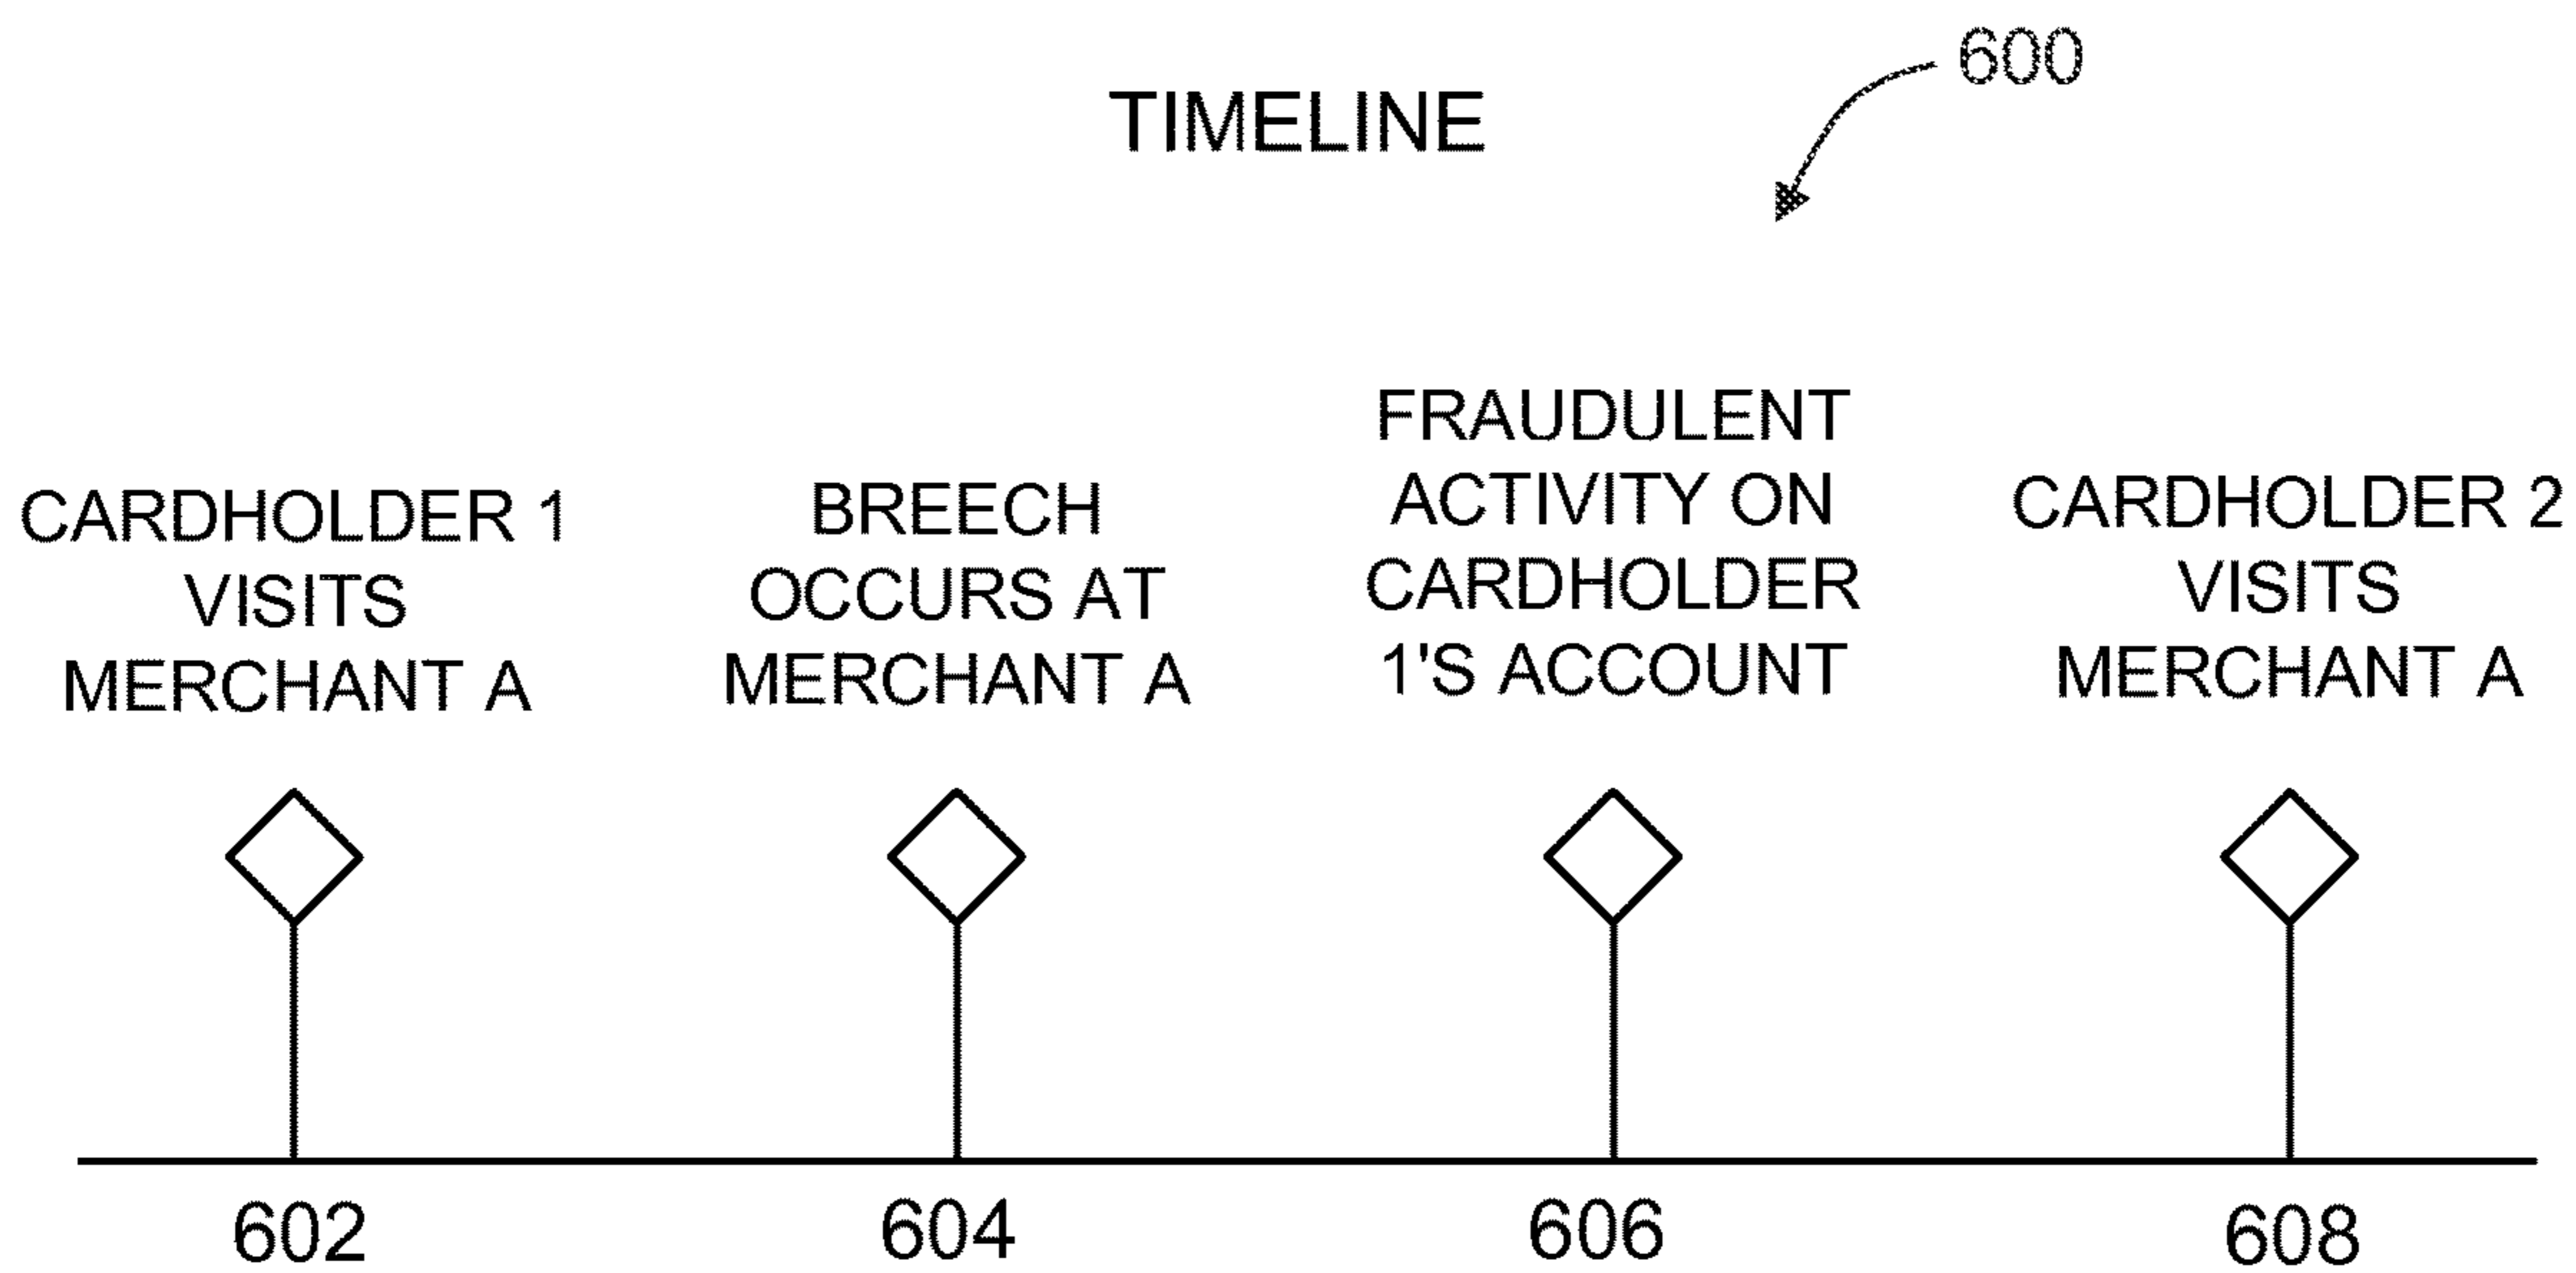 600
TIMELINE
CARDHOLDER 1
VISITS
MERCHANT A
BREECH
OCCURS AT
MERCHANT A
FRAUDULENT
ACTIVITY ON
CARDHOLDER
1'S ACCOUNT
CARDHOLDER 2
VISITS
MERCHANT A
602
604
606
608